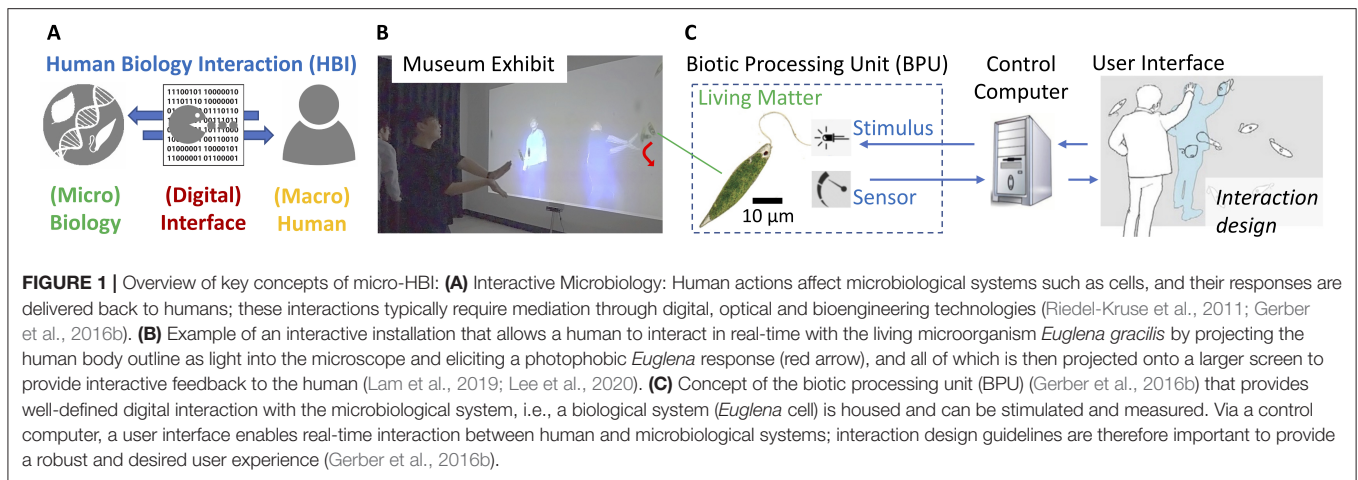 A
Human Biology Interaction (HBI)
11100101 10000010
11101110 10000001
(Micro)
Biology
(Digital)
Interface
(Macro)
Human
B
Museum Exhibit
C
Biotic Processing Unit (BPU)
Living Matter
Stimulus
Sensor
10 μm
Control
Computer
User Interface
Interaction
design
FIGURE 1 | Overview of key concepts of micro-HBI: (A) Interactive Microbiology: Human actions affect microbiological systems such as cells, and their responses are
delivered back to humans; these interactions typically require mediation through digital, optical and bioengineering technologies (Riedel-Kruse et al., 2011; Gerber
et al., 2016b). (B) Example of an interactive installation that allows a human to interact in real-time with the living microorganism Euglena gracilis by projecting the
human body outline as light into the microscope and eliciting a photophobic Euglena response (red arrow), and all of which is then projected onto a larger screen to
provide interactive feedback to the human (Lam et al., 2019; Lee et al., 2020). (C) Concept of the biotic processing unit (BPU) (Gerber et al., 2016b) that provides
well-defined digital interaction with the microbiological system, i.e., a biological system (Euglena cell) is housed and can be stimulated and measured. Via a control
computer, a user interface enables real-time interaction between human and microbiological systems; interaction design guidelines are therefore important to provide
a robust and desired user experience (Gerber et al., 2016b).